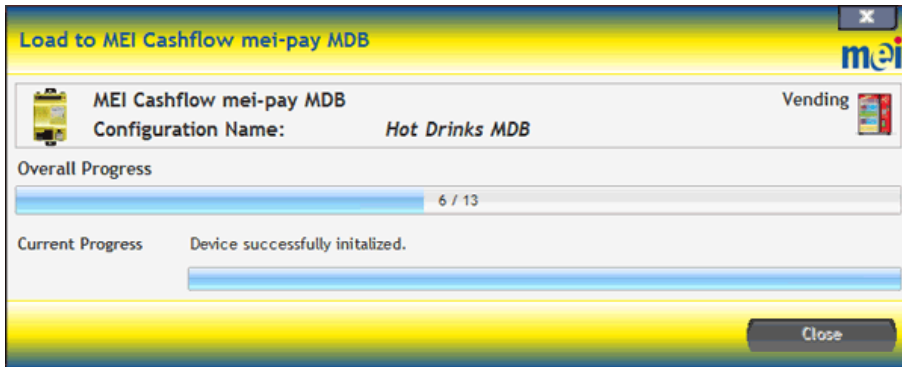 Load to MEI Cashflow mei-pay MDB
mei
MEI Cashflow mei-pay MDB
Vending
Configuration Name: Hot Drinks MDB
Overall Progress
6 / 13
Current Progress Device successfully initalized.
Close